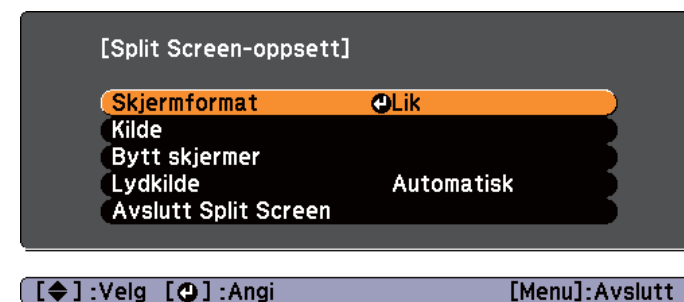 [Split Screen-oppsett]
Skjermformat Lik
Kilde
Bytt skjermer
Lydkilde Automatisk
Avslutt Split Screen
[◆]:Velg [⏎]:Angi [Menu]:Avslutt